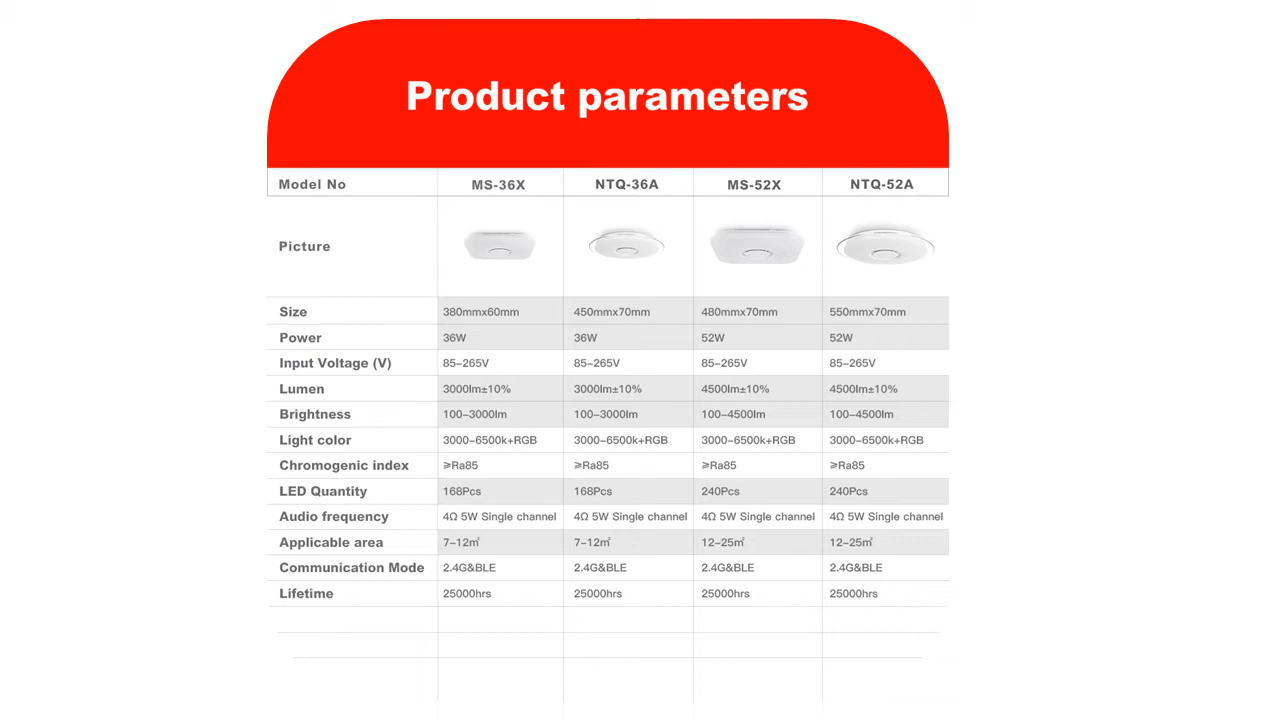 Product parameters
Model No MS-36X NTQ-36A MS-52X NTQ-52A
Picture
Size 380mmx60mm 450mmx70mm 480mmx70mm 550mmx70mm
Power 36W 36W 52W 52W
Input Voltage (V) 85–265V 85–265V 85–265V 85–265V
Lumen 3000lm±10% 3000lm±10% 4500lm±10% 4500lm±10%
Brightness 100–3000lm 100–3000lm 100–4500lm 100–4500lm
Light color 3000–6500k+RGB 3000–6500k+RGB 3000–6500k+RGB 3000–6500k+RGB
Chromogenic index ⩾Ra85 ⩾Ra85 ⩾Ra85 ⩾Ra85
LED Quantity 168Pcs 168Pcs 240Pcs 240Pcs
Audio frequency 4Ω 5W Single channel 4Ω 5W Single channel 4Ω 5W Single channel 4Ω 5W Single channel
Applicable area 7–12㎡ 7–12㎡ 12–25㎡ 12–25㎡
Communication Mode 2.4G&BLE 2.4G&BLE 2.4G&BLE 2.4G&BLE
Lifetime 25000hrs 25000hrs 25000hrs 25000hrs